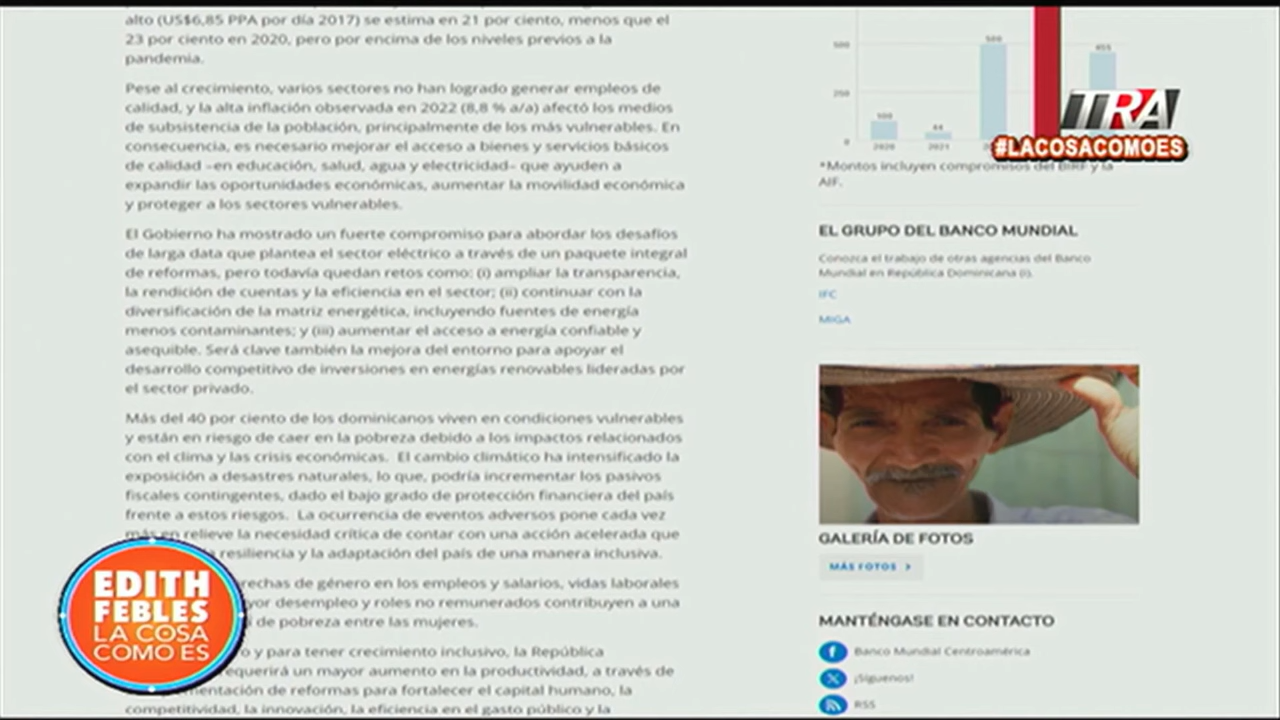 alto (US$6,85 PPA por día 2017) se estima en 21 por ciento, menos que el
23 por ciento en 2020, pero por encima de los niveles previos a la
pandemia.
Pese al crecimiento, varios sectores no han logrado generar empleos de
calidad, y la alta inflación observada en 2022 (8,8 % a/a) afectó los medios
de subsistencia de la población, principalmente de los más vulnerables. En
consecuencia, es necesario mejorar el acceso a bienes y servicios básicos
de calidad –en educación, salud, agua y electricidad– que ayuden a
expandir las oportunidades económicas, aumentar la movilidad económica
y proteger a los sectores vulnerables.
El Gobierno ha mostrado un fuerte compromiso para abordar los desafíos
de larga data que plantea el sector eléctrico a través de un paquete integral
de reformas, pero todavía quedan retos como: (i) ampliar la transparencia,
la rendición de cuentas y la eficiencia en el sector; (ii) continuar con la
diversificación de la matriz energética, incluyendo fuentes de energía
menos contaminantes; y (iii) aumentar el acceso a energía confiable y
asequible. Será clave también la mejora del entorno para apoyar el
desarrollo competitivo de inversiones en energías renovables lideradas por
el sector privado.
Más del 40 por ciento de los dominicanos viven en condiciones vulnerables
y están en riesgo de caer en la pobreza debido a los impactos relacionados
con el clima y las crisis económicas. El cambio climático ha intensificado la
exposición a desastres naturales, lo que, podría incrementar los pasivos
fiscales contingentes, dado el bajo grado de protección financiera del país
frente a estos riesgos. La ocurrencia de eventos adversos pone cada vez
más en relieve la necesidad crítica de contar con una acción acelerada que
la resiliencia y la adaptación del país de una manera inclusiva.
rechas de género en los empleos y salarios, vidas laborales
yor desempleo y roles no remunerados contribuyen a una
de pobreza entre las mujeres.
o y para tener crecimiento inclusivo, la República
requerirá un mayor aumento en la productividad, a través de
mentación de reformas para fortalecer el capital humano, la
competitividad, la innovación, la eficiencia en el gasto público y la
EDITH
FEBLES
LA COSA
COMO ES
500
250
0
100
44
500
455
2020
2021
TRA
#LACOSACOMOES
*Montos incluyen compromisos del BIRF y la
AIF.
EL GRUPO DEL BANCO MUNDIAL
Conozca el trabajo de otras agencias del Banco
Mundial en República Dominicana (i).
IFC
MIGA
GALERÍA DE FOTOS
MÁS FOTOS >
MANTÉNGASE EN CONTACTO
Banco Mundial Centroamérica
¡Síguenos!
RSS